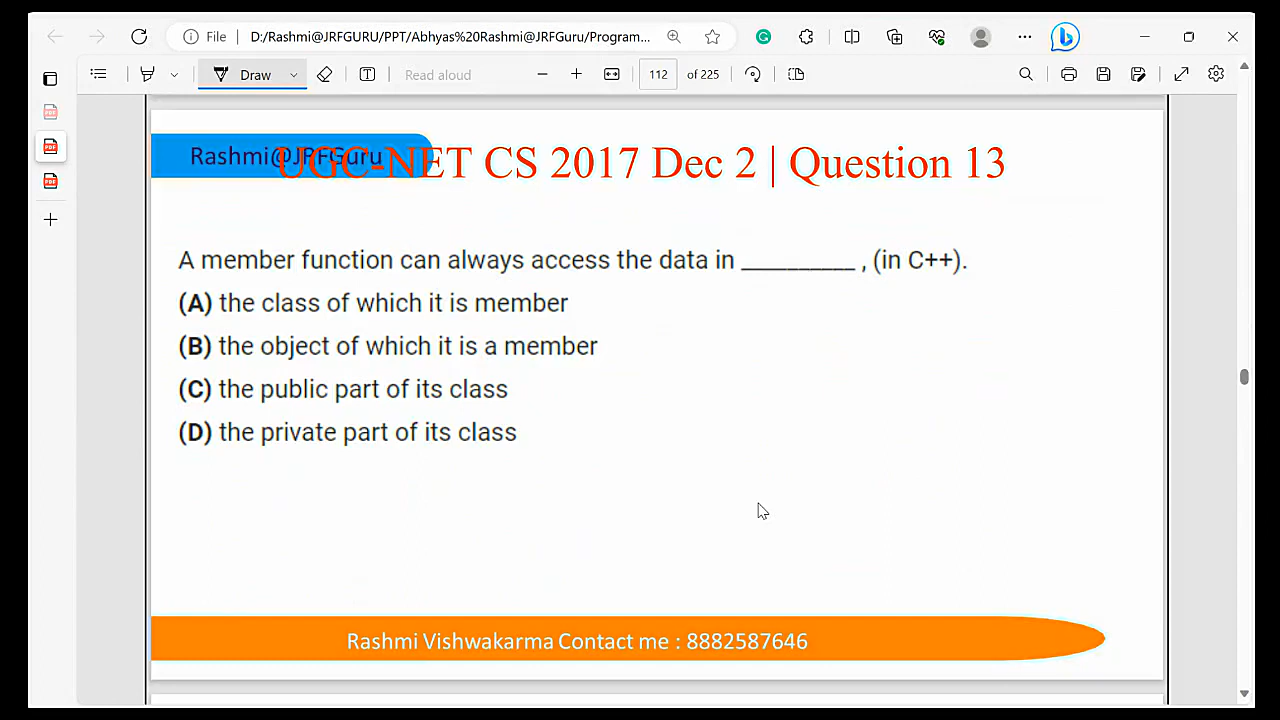 File D:/Rashmi@JRFGURU/PPT/Abhyas%20Rashmi@JRFGuru/Program...
Draw Read aloud 112 of 225
Rashmi@JRFGuru
UGC-NET CS 2017 Dec 2 | Question 13
A member function can always access the data in __________ , (in C++).
(A) the class of which it is member
(B) the object of which it is a member
(C) the public part of its class
(D) the private part of its class
Rashmi Vishwakarma Contact me : 8882587646